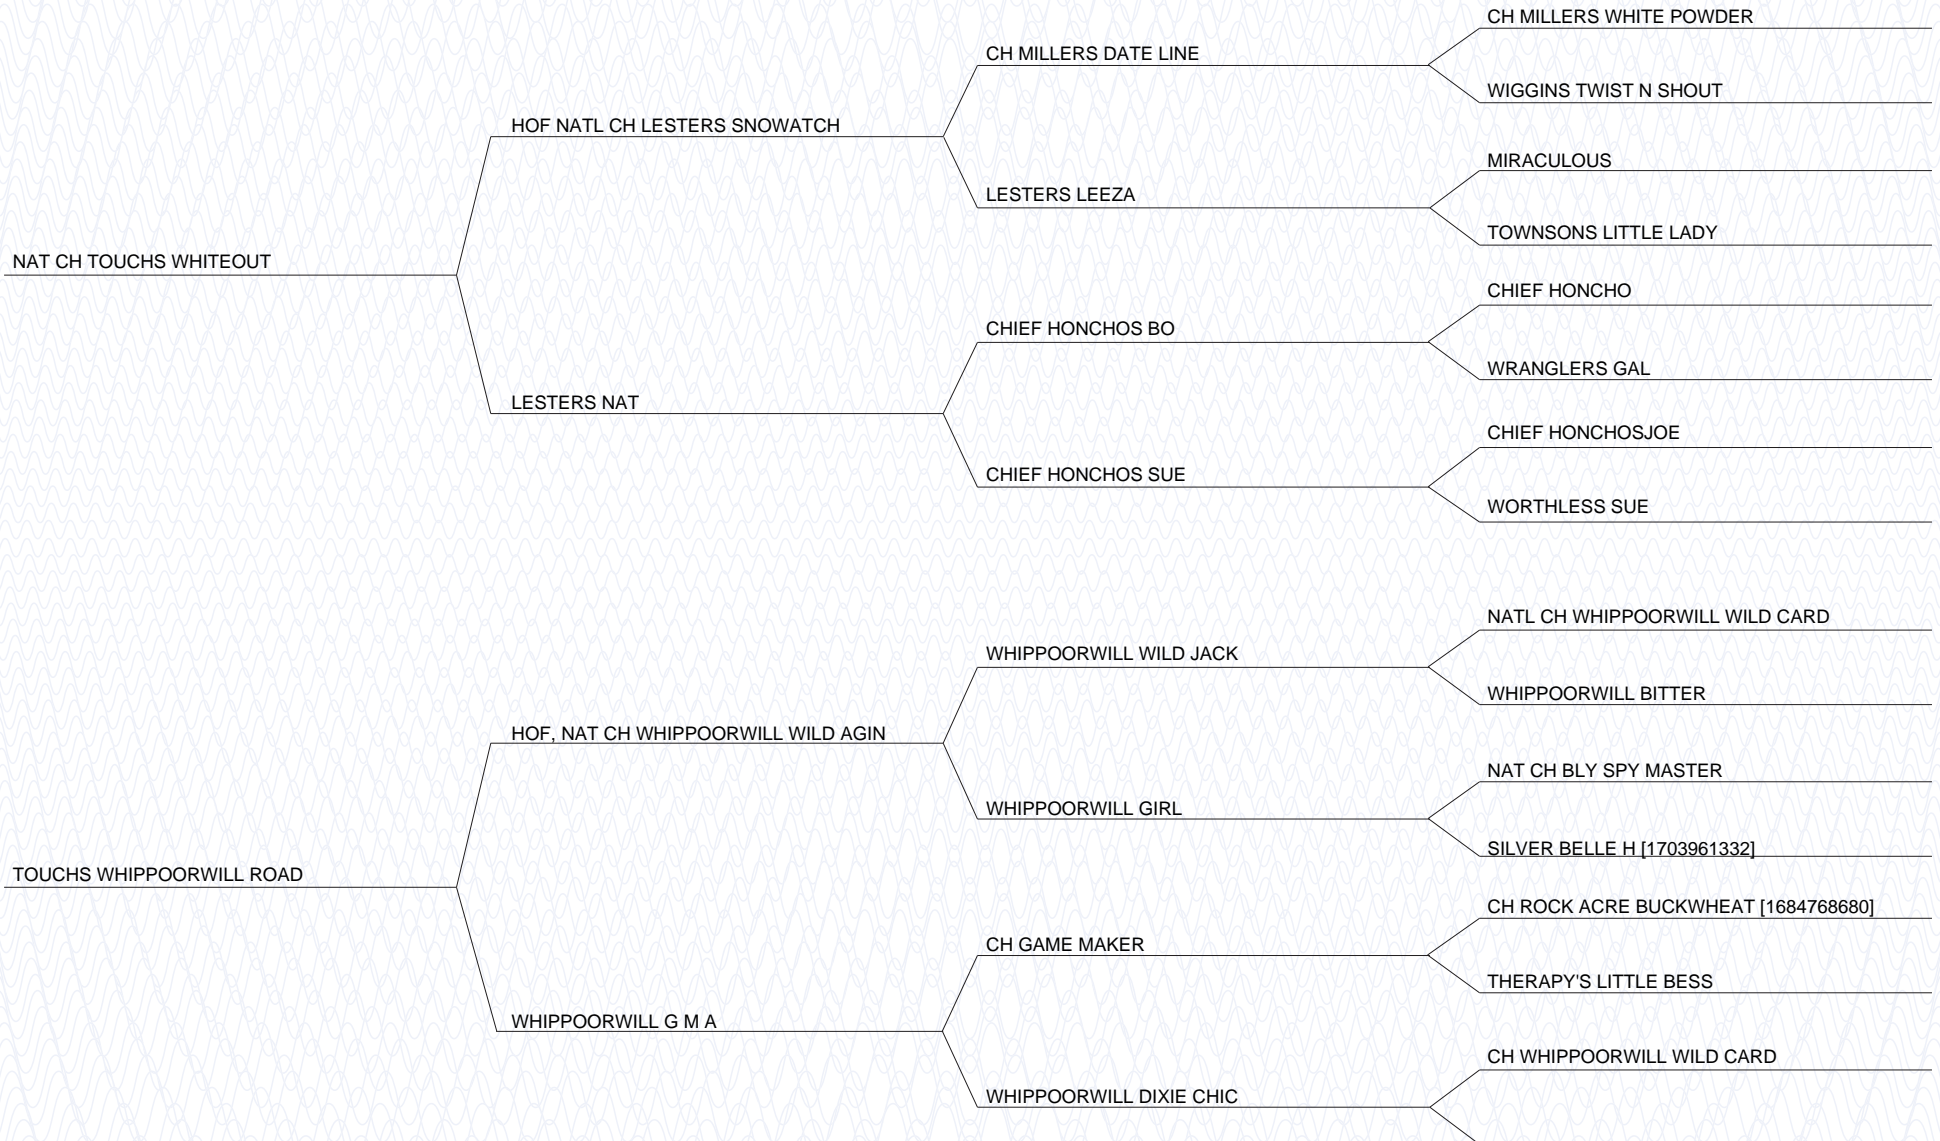 CH MILLERS WHITE POWDER
CH MILLERS DATE LINE
WIGGINS TWIST N SHOUT
HOF NATL CH LESTERS SNOWATCH
MIRACULOUS
LESTERS LEEZA
TOWNSONS LITTLE LADY
NAT CH TOUCHS WHITEOUT
CHIEF HONCHO
CHIEF HONCHOS BO
WRANGLERS GAL
LESTERS NAT
CHIEF HONCHOSJOE
CHIEF HONCHOS SUE
WORTHLESS SUE
NATL CH WHIPPOORWILL WILD CARD
WHIPPOORWILL WILD JACK
WHIPPOORWILL BITTER
HOF, NAT CH WHIPPOORWILL WILD AGIN
NAT CH BLY SPY MASTER
WHIPPOORWILL GIRL
SILVER BELLE H [1703961332]
TOUCHS WHIPPOORWILL ROAD
CH ROCK ACRE BUCKWHEAT [1684768680]
CH GAME MAKER
THERAPY'S LITTLE BESS
WHIPPOORWILL G M A
CH WHIPPOORWILL WILD CARD
WHIPPOORWILL DIXIE CHIC